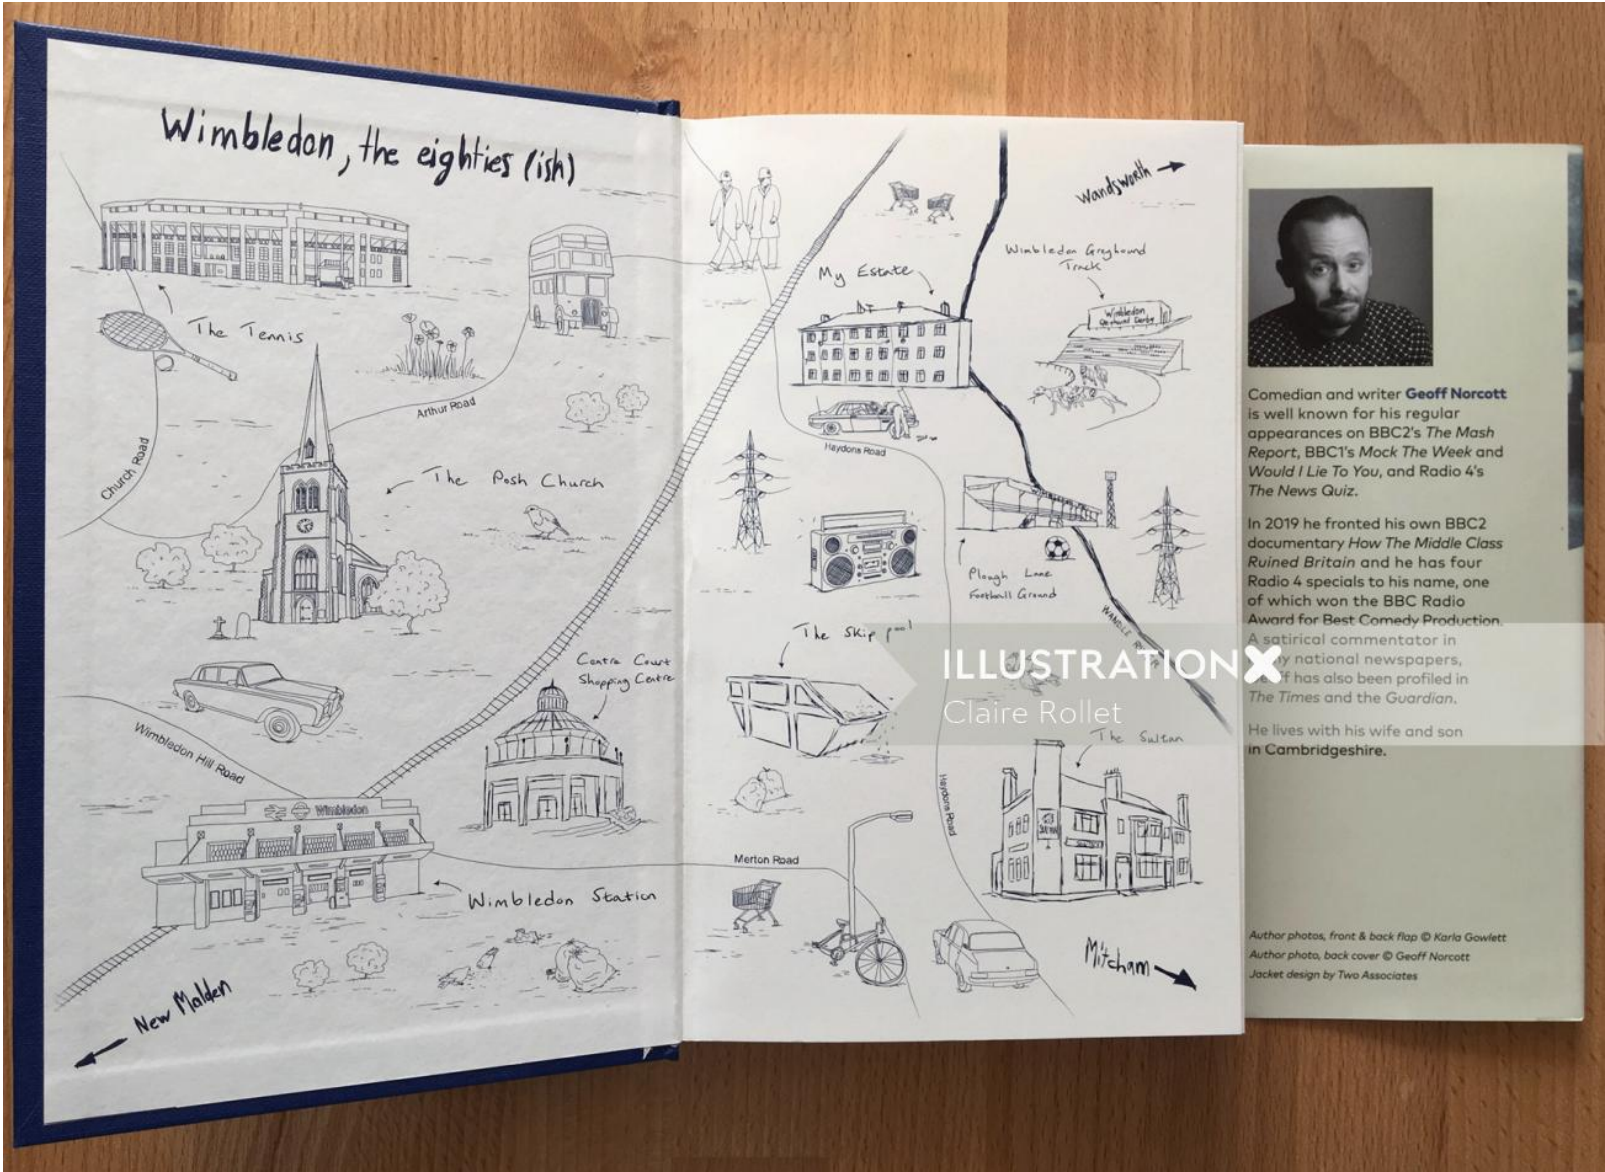 Wimbledon, the eighties (ish)
The Tennis
Church Road
Arthur Road
The Posh Church
Centre Court
Shopping Centre
Wimbledon Hill Road
Wimbledon
Wimbledon Station
New Malden
Wandsworth
My Estate
Wimbledon Greyhound
Track
Wimbledon
Greyhound Derby
Haydons Road
Plough Lane
Football Ground
WANDLE RIVER
The Skip pool
The Sultan
Haydons Road
Merton Road
Mitcham
ILLUSTRATIONX
Claire Rollet
Comedian and writer Geoff Norcott
is well known for his regular
appearances on BBC2's The Mash
Report, BBC1's Mock The Week and
Would I Lie To You, and Radio 4's
The News Quiz.
In 2019 he fronted his own BBC2
documentary How The Middle Class
Ruined Britain and he has four
Radio 4 specials to his name, one
of which won the BBC Radio
Award for Best Comedy Production.
A satirical commentator in
national newspapers,
has also been profiled in
The Times and the Guardian.
He lives with his wife and son
in Cambridgeshire.
Author photos, front & back flap © Karla Gowlett
Author photo, back cover © Geoff Norcott
Jacket design by Two Associates